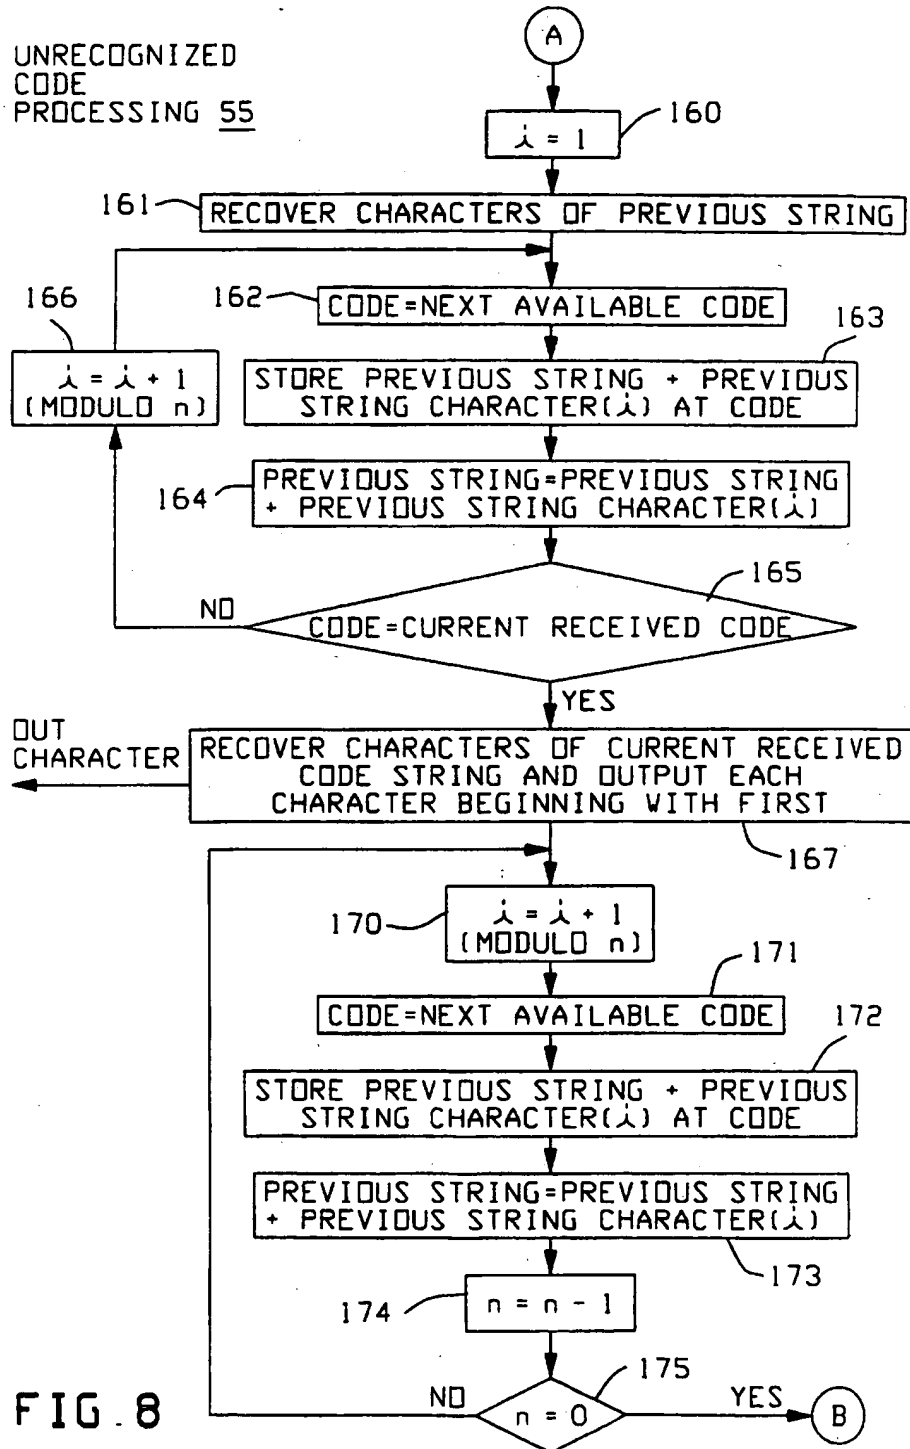 UNRECOGNIZED
CODE
PROCESSING 55
A
160
i = 1
161
RECOVER CHARACTERS OF PREVIOUS STRING
166
162
CODE=NEXT AVAILABLE CODE
163
i = i + 1
(MODULO n)
STORE PREVIOUS STRING + PREVIOUS
STRING CHARACTER(i) AT CODE
164
PREVIOUS STRING=PREVIOUS STRING
+ PREVIOUS STRING CHARACTER(i)
165
NO
CODE=CURRENT RECEIVED CODE
YES
OUT
CHARACTER
RECOVER CHARACTERS OF CURRENT RECEIVED
CODE STRING AND OUTPUT EACH
CHARACTER BEGINNING WITH FIRST
167
170
i = i + 1
(MODULO n)
171
CODE=NEXT AVAILABLE CODE
172
STORE PREVIOUS STRING + PREVIOUS
STRING CHARACTER(i) AT CODE
PREVIOUS STRING=PREVIOUS STRING
+ PREVIOUS STRING CHARACTER(i)
173
174
n = n - 1
175
NO
n = 0
YES
B
FIG. 8